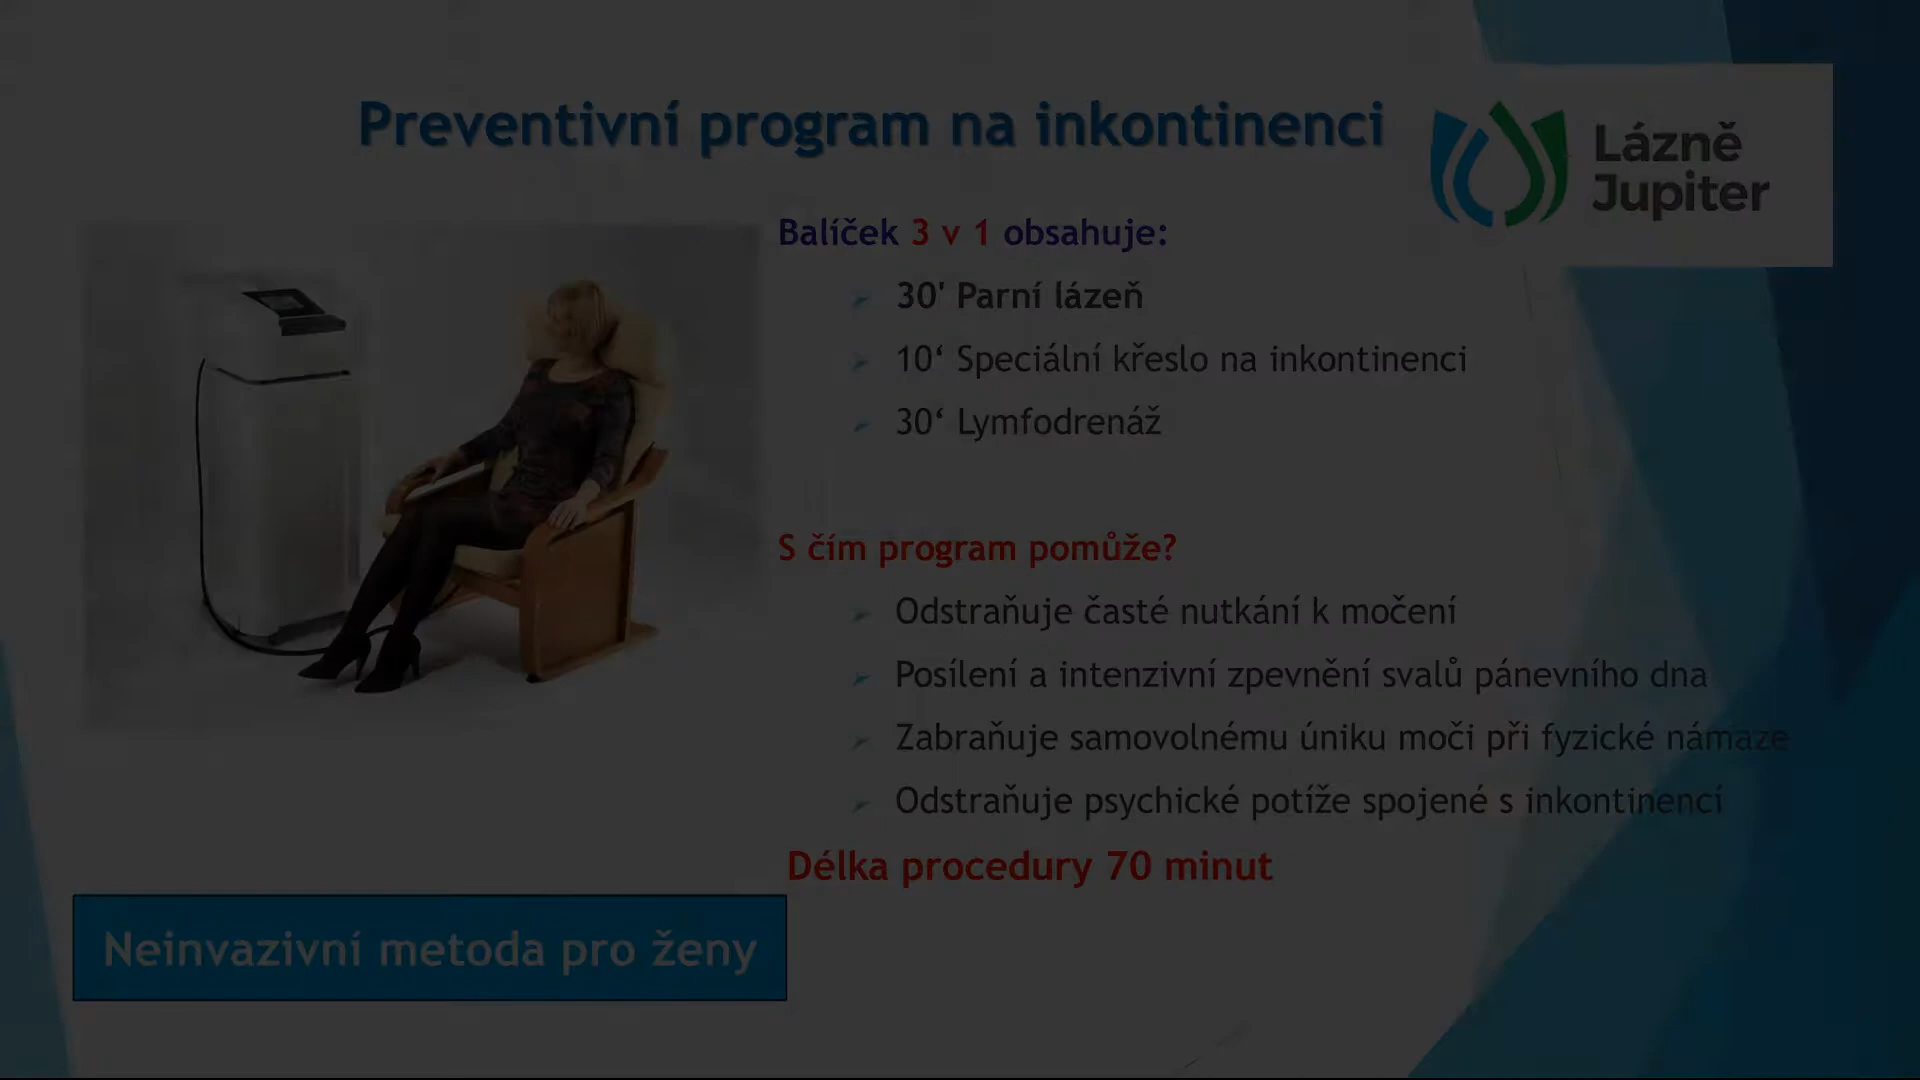 Preventivní program na inkontinenci
Lázně
Jupiter
Balíček 3 v 1 obsahuje:
30' Parní lázeň
10‘ Speciální křeslo na inkontinenci
30‘ Lymfodrenáž
S čím program pomůže?
Odstraňuje časté nutkání k močení
Posílení a intenzivní zpevnění svalů pánevního dna
Zabraňuje samovolnému úniku moči při fyzické námaze
Odstraňuje psychické potíže spojené s inkontinencí
Délka procedury 70 minut
Neinvazivní metoda pro ženy